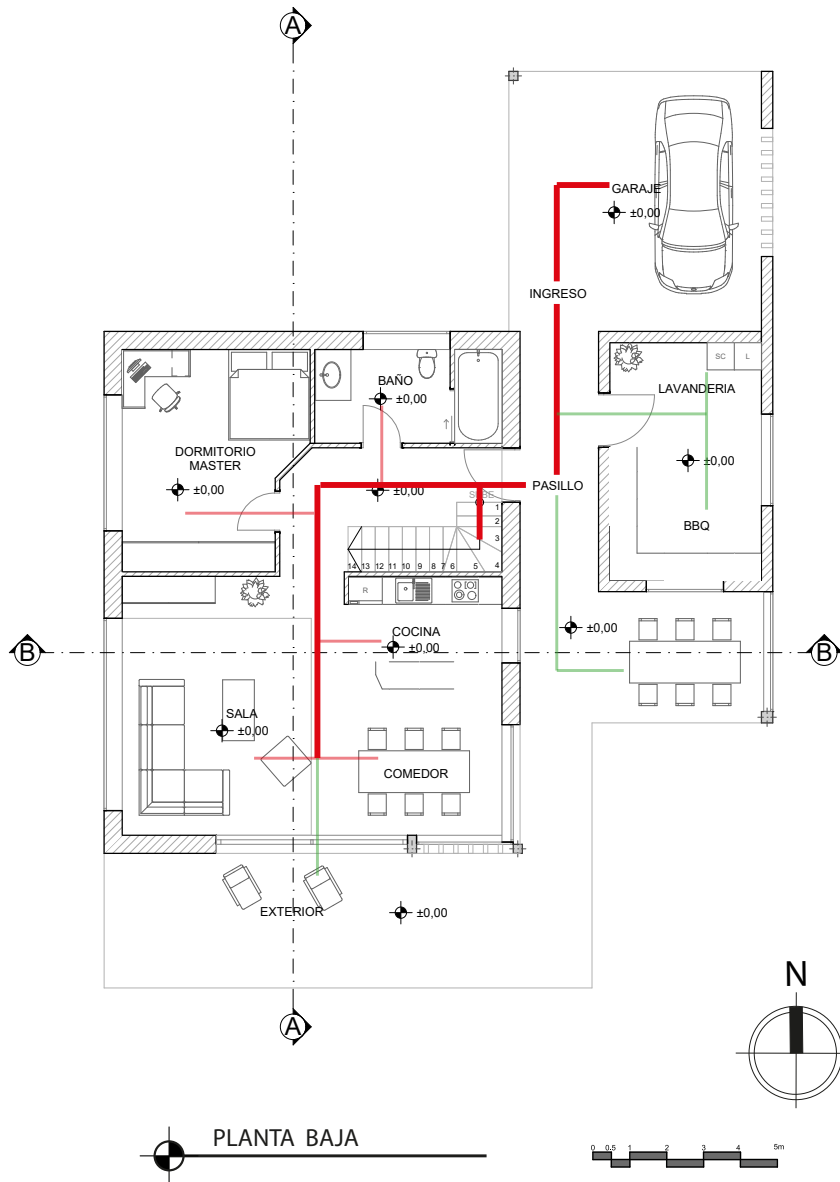 A
GARAJE
±0,00
INGRESO
BAÑO
±0,00
SC
L
LAVANDERIA
DORMITORIO
MASTER
±0,00
±0,00
±0,00
PASILLO
SUBE
1
2
3
4
5
6
7
8
9
10
11
12
13
14
BBQ
R
COCINA
±0,00
±0,00
B
B
SALA
±0,00
COMEDOR
EXTERIOR
±0,00
A
N
PLANTA BAJA
0 0.5 1 2 3 4 5m